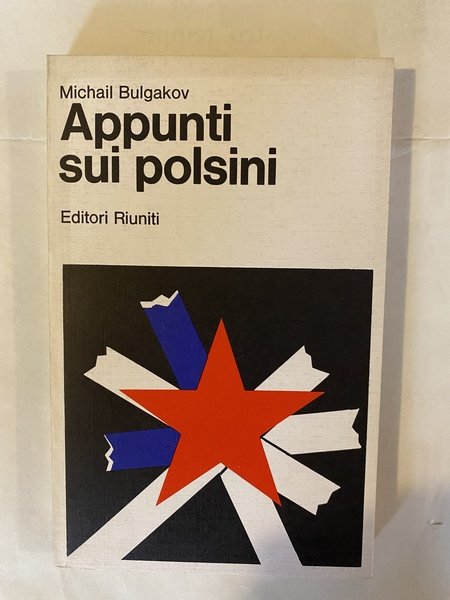 Michail Bulgakov
Appunti
sui polsini
Editori Riuniti